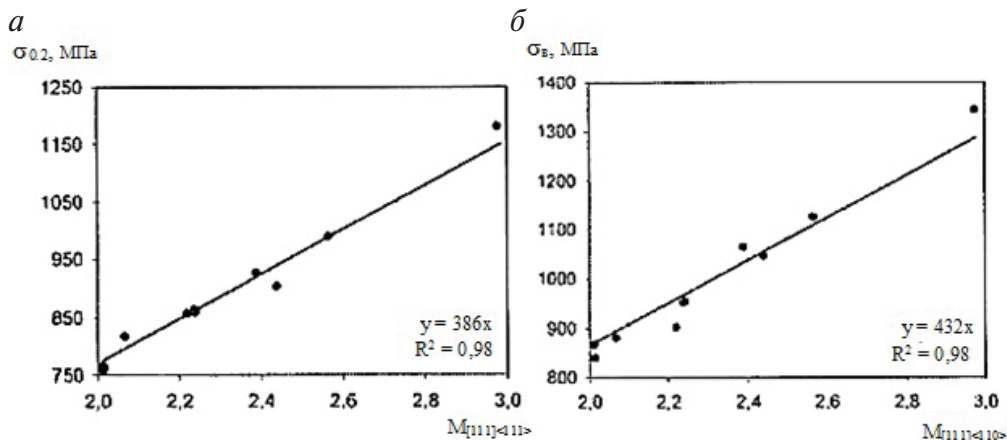 а
σ0.2, МПа
1250
1150
1050
950
850
750
2,0
2,2
2,4
2,6
2,8
3,0
y = 386x
R² = 0,98
M[111]<111>
б
σв, МПа
1400
1300
1200
1100
1000
900
800
2,0
2,2
2,4
2,6
2,8
3,0
y = 432x
R² = 0,98
M[111]<110>